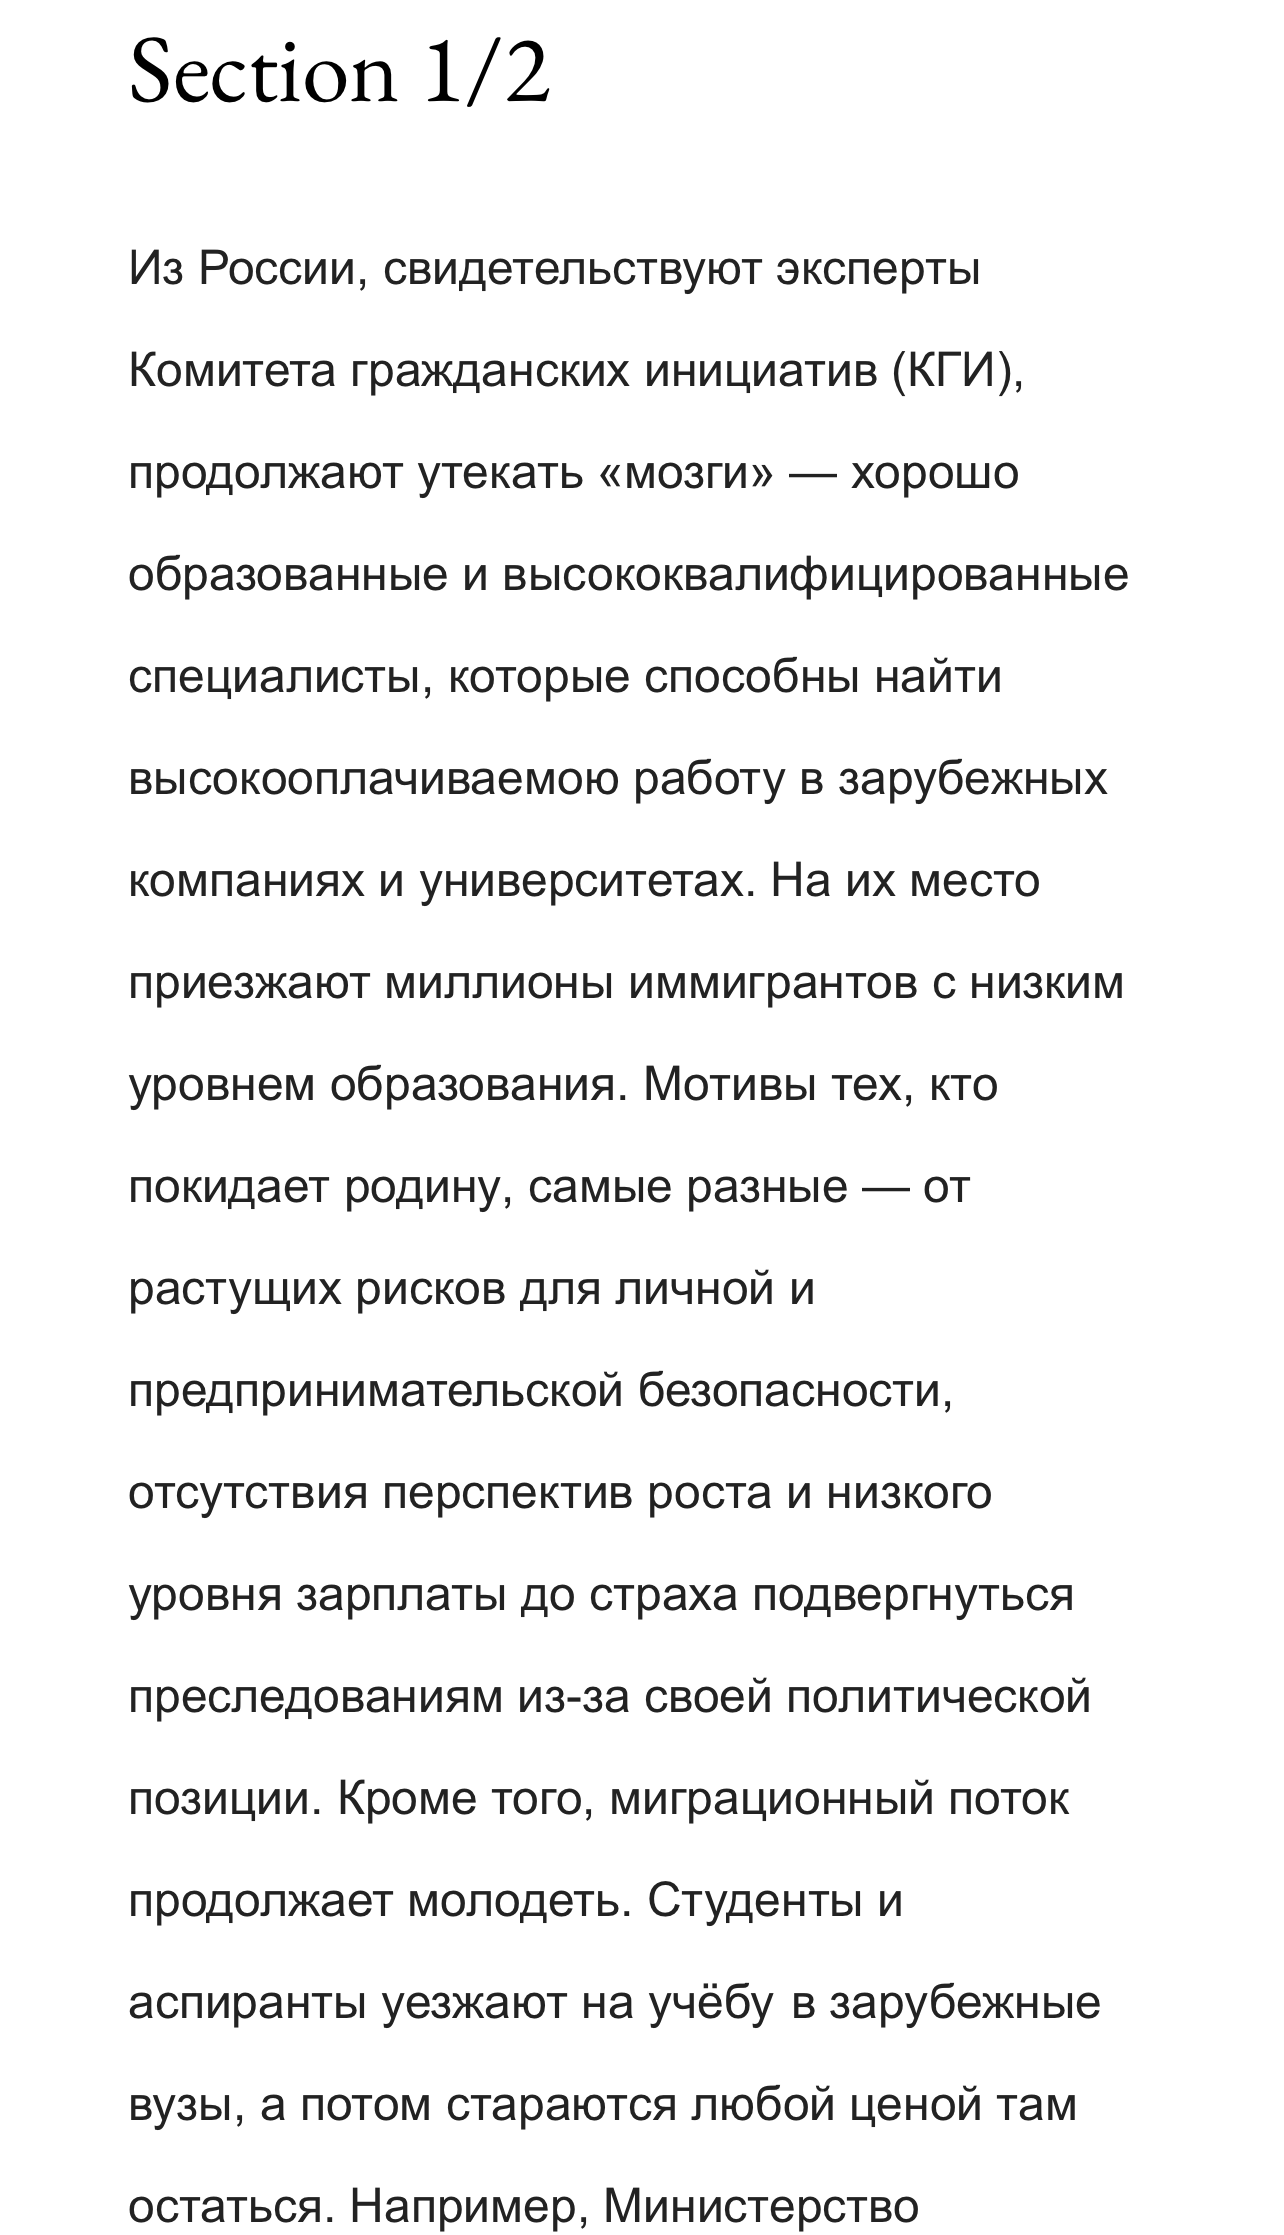 Section 1/2
Из России, свидетельствуют эксперты
Комитета гражданских инициатив (КГИ),
продолжают утекать «мозги» — хорошо
образованные и высококвалифицированные
специалисты, которые способны найти
высокооплачиваемою работу в зарубежных
компаниях и университетах. На их место
приезжают миллионы иммигрантов с низким
уровнем образования. Мотивы тех, кто
покидает родину, самые разные — от
растущих рисков для личной и
предпринимательской безопасности,
отсутствия перспектив роста и низкого
уровня зарплаты до страха подвергнуться
преследованиям из-за своей политической
позиции. Кроме того, миграционный поток
продолжает молодеть. Студенты и
аспиранты уезжают на учёбу в зарубежные
вузы, а потом стараются любой ценой там
остаться. Например, Министерство